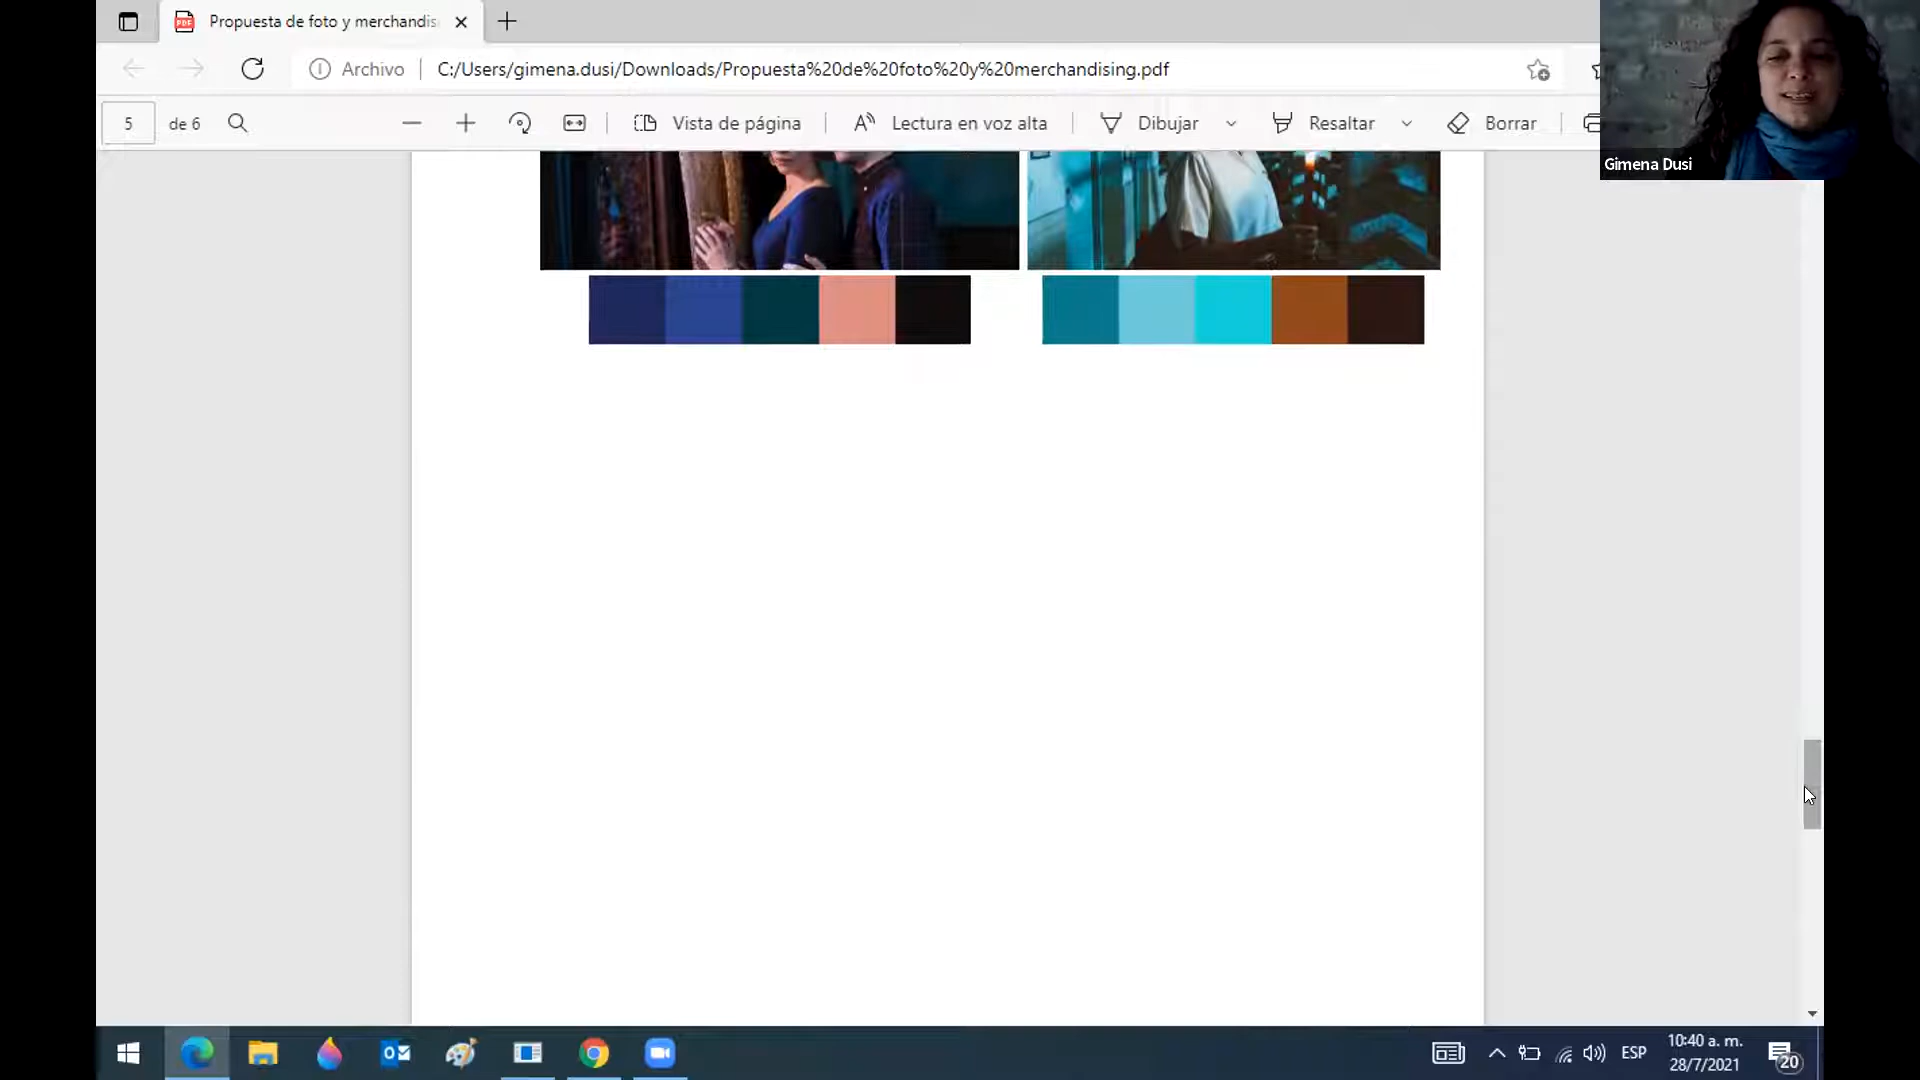 Propuesta de foto y merchandis
Archivo
C:/Users/gimena.dusi/Downloads/Propuesta%20de%20foto%20y%20merchandising.pdf
5
de 6
Vista de página
Lectura en voz alta
Dibujar
Resaltar
Borrar
Gimena Dusi
ESP
10:40 a. m.
28/7/2021
20